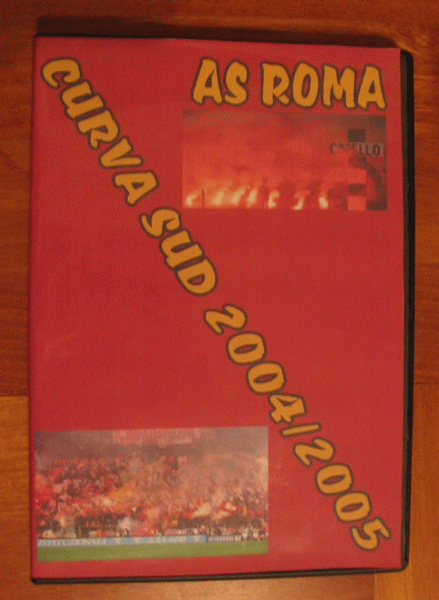 AS ROMA
CAPELLO
CURVA SUD 2004/2005